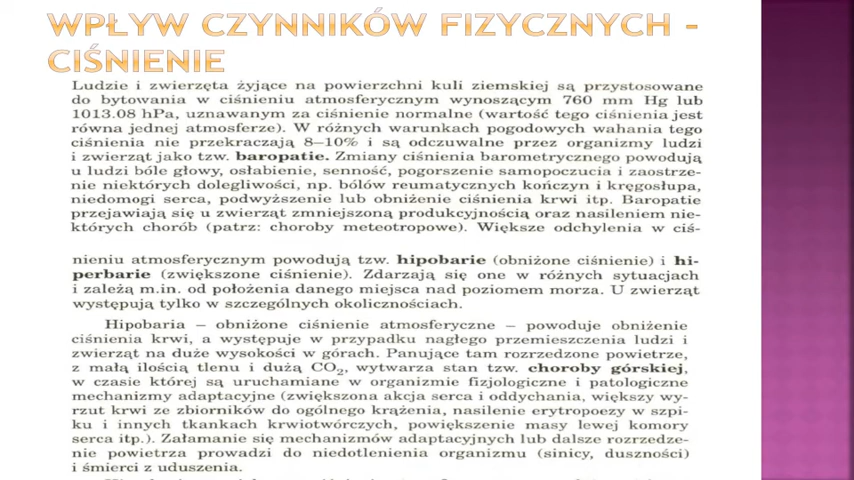 WPŁYW CZYNNIKÓW FIZYCZNYCH -
CIŚNIENIE
Ludzie i zwierzęta żyjące na powierzchni kuli ziemskiej są przystosowane
do bytowania w ciśnieniu atmosferycznym wynoszącym 760 mm Hg lub
1013.08 hPa, uznawanym za ciśnienie normalne (wartość tego ciśnienia jest
równa jednej atmosferze). W różnych warunkach pogodowych wahania tego
ciśnienia nie przekraczają 8–10% i są odczuwalne przez organizmy ludzi
i zwierząt jako tzw. baropatie. Zmiany ciśnienia barometrycznego powodują
u ludzi bóle głowy, osłabienie, senność, pogorszenie samopoczucia i zaostrze-
nie niektórych dolegliwości, np. bólów reumatycznych kończyn i kręgosłupa,
niedomogi serca, podwyższenie lub obniżenie ciśnienia krwi itp. Baropatie
przejawiają się u zwierząt zmniejszoną produkcyjnością oraz nasileniem nie-
których chorób (patrz: choroby meteotropowe). Większe odchylenia w ciś-
nieniu atmosferycznym powodują tzw. hipobarie (obniżone ciśnienie) i hi-
perbarie (zwiększone ciśnienie). Zdarzają się one w różnych sytuacjach
i zależą m.in. od położenia danego miejsca nad poziomem morza. U zwierząt
występują tylko w szczególnych okolicznościach.
Hipobaria – obniżone ciśnienie atmosferyczne – powoduje obniżenie
ciśnienia krwi, a występuje w przypadku nagłego przemieszczenia ludzi i
zwierząt na duże wysokości w górach. Panujące tam rozrzedzone powietrze,
z małą ilością tlenu i dużą CO₂, wytwarza stan tzw. choroby górskiej,
w czasie której są uruchamiane w organizmie fizjologiczne i patologiczne
mechanizmy adaptacyjne (zwiększona akcja serca i oddychania, większy wy-
rzut krwi ze zbiorników do ogólnego krążenia, nasilenie erytropoezy w szpi-
ku i innych tkankach krwiotwórczych, powiększenie masy lewej komory
serca itp.). Załamanie się mechanizmów adaptacyjnych lub dalsze rozrzedze-
nie powietrza prowadzi do niedotlenienia organizmu (sinicy, duszności)
i śmierci z uduszenia.